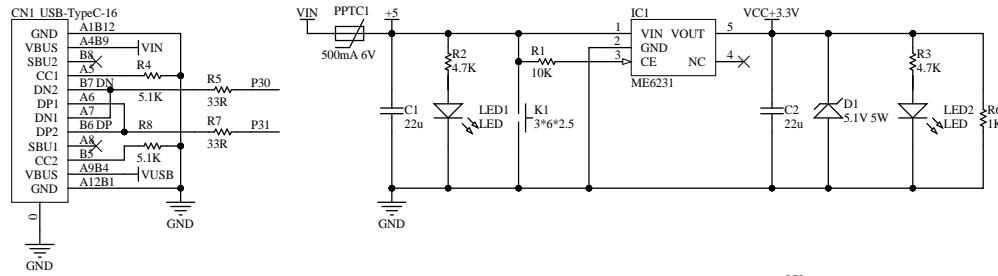 CN1 USB-TypeC-16
GND A1B12
VBUS A4B9 VIN
SBU2 B8
CC1 A5 R4
5.1K
DN2 B7 DN R5 P30
33R
DP1 A6
DN1 A7
DP2 B6 DP R8 R7 P31
33R
SBU1 A8
CC2 B5
5.1K
VBUS A9B4 VUSB
GND A12B1
GND
0
GND
VIN PPTC1 +5
500mA 6V
R2
4.7K
C1
22u
LED1
LED
R1
10K
K1
3*6*2.5
GND
IC1
1 VIN VOUT 5
2 GND
3 CE NC 4
ME6231
VCC+3.3V
C2
22u
D1
5.1V 5W
R3
4.7K
LED2
LED
R6
1K